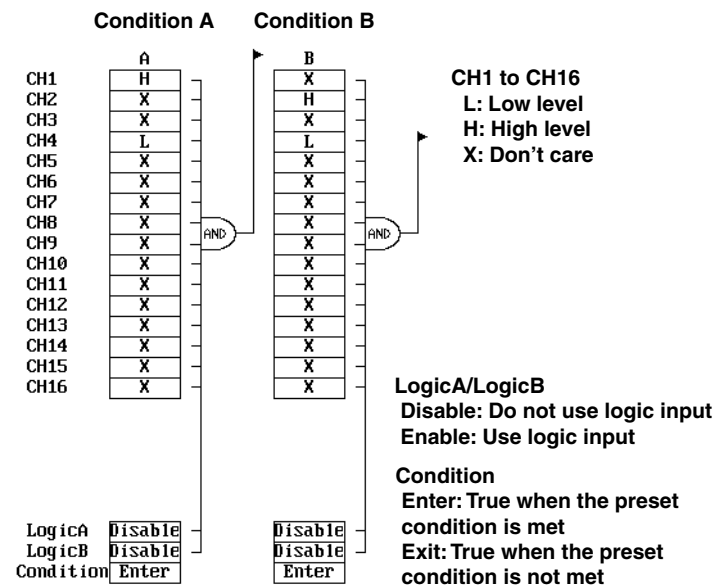 Condition A Condition B
A B
CH1 H X
CH2 X H
CH3 X X
CH4 L L
CH5 X X
CH6 X X
CH7 X X
CH8 X X
CH9 X X
CH10 X X
CH11 X X
CH12 X X
CH13 X X
CH14 X X
CH15 X X
CH16 X X
AND AND
CH1 to CH16
L: Low level
H: High level
X: Don’t care
LogicA/LogicB
Disable: Do not use logic input
Enable: Use logic input
Condition
Enter: True when the preset
condition is met
Exit: True when the preset
condition is not met
LogicA Disable Disable
LogicB Disable Disable
Condition Enter Enter